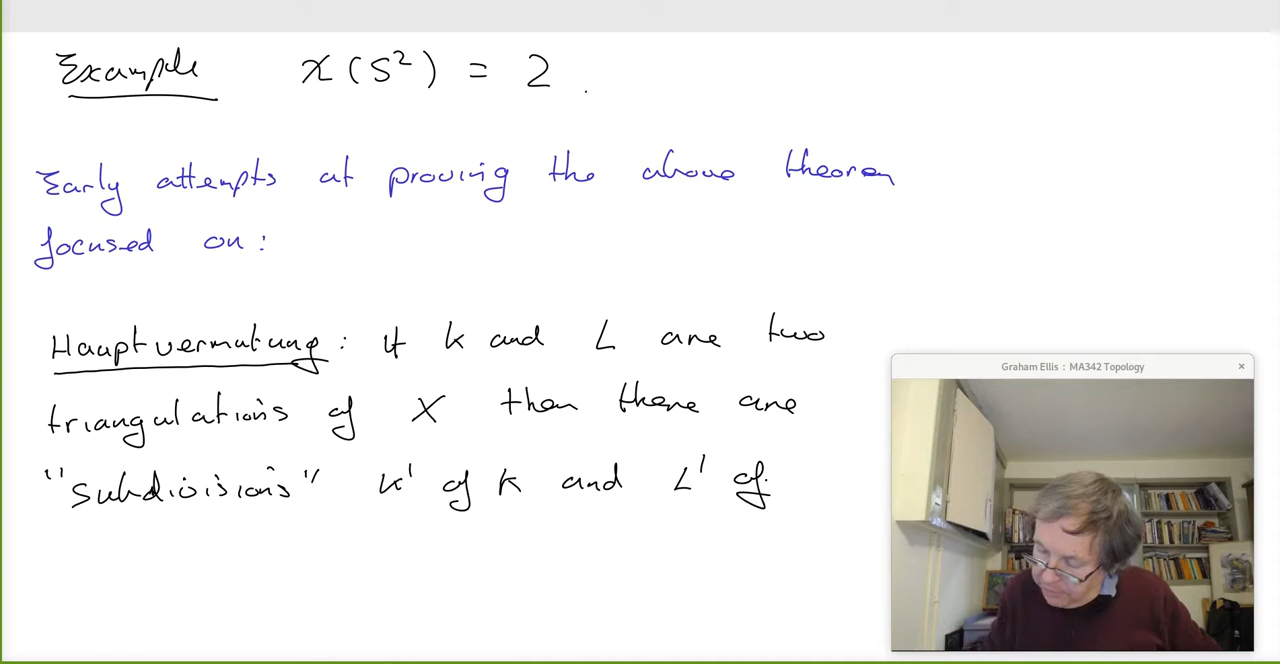 Example χ(S²) = 2 .
Early attempts at proving the above theorem
focused on :
Hauptvermutung : if K and L are two
triangulations of X then there are
"subdivisions" K' of K and L' of
Graham Ellis : MA342 Topology